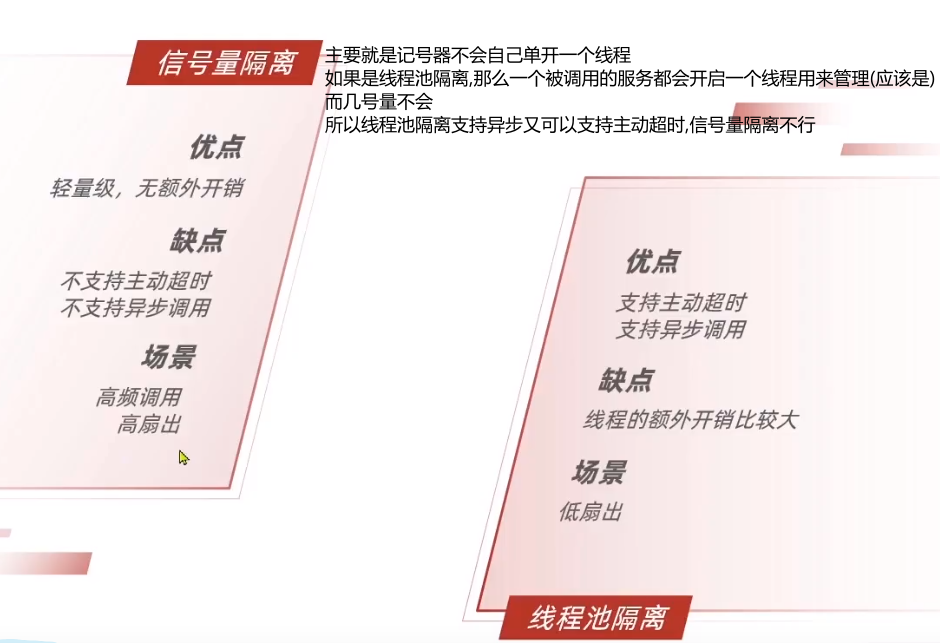 信号量隔离
主要就是记号器不会自己单开一个线程
如果是线程池隔离,那么一个被调用的服务都会开启一个线程用来管理(应该是)
而几号量不会
所以线程池隔离支持异步又可以支持主动超时,信号量隔离不行
优点
轻量级，无额外开销
缺点
不支持主动超时
不支持异步调用
场景
高频调用
高扇出
优点
支持主动超时
支持异步调用
缺点
线程的额外开销比较大
场景
低扇出
线程池隔离